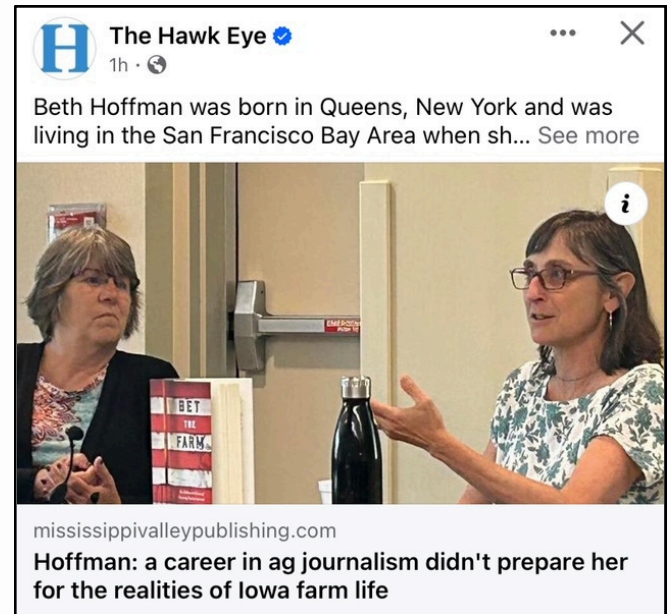 H The Hawk Eye
1h
Beth Hoffman was born in Queens, New York and was
living in the San Francisco Bay Area when sh... See more
i
BET
THE
FARM
mississippivalleypublishing.com
Hoffman: a career in ag journalism didn't prepare her
for the realities of Iowa farm life